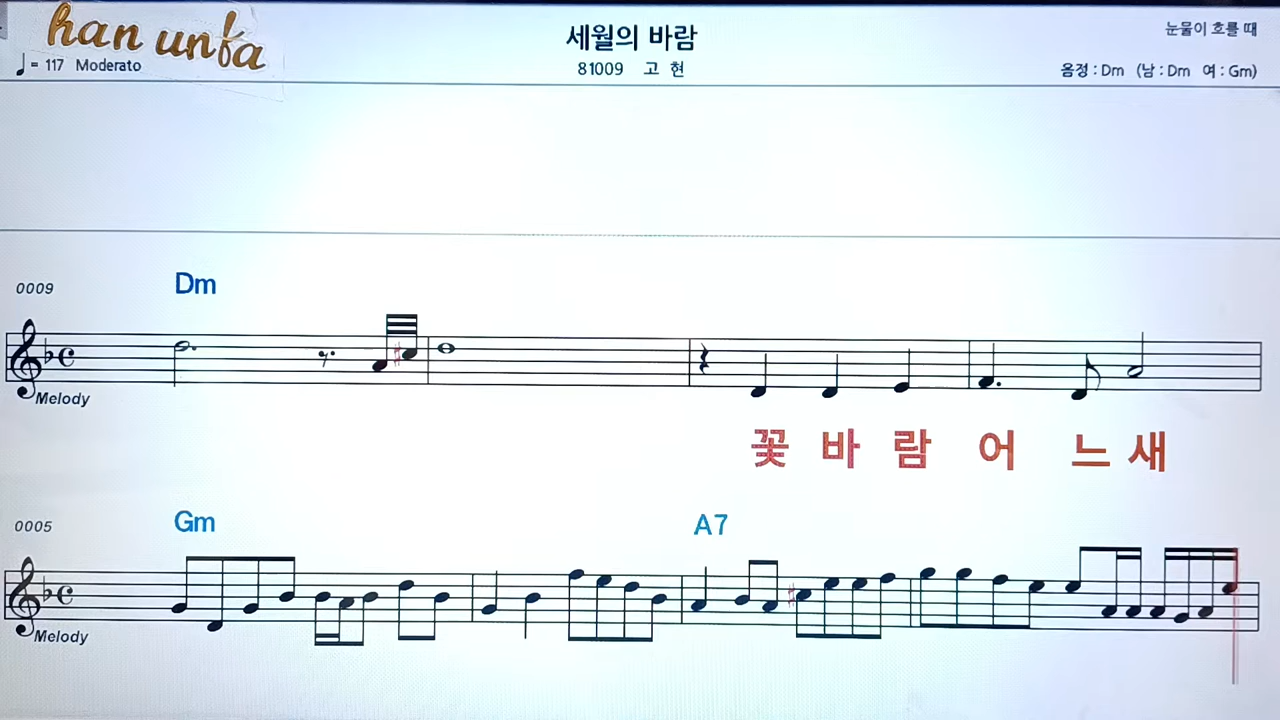 han unfa
세월의 바람
눈물이 흐를 때
♩= 117 Moderato
81009 고 현
음정 : Dm (남 : Dm 여 : Gm)
0009
Dm
Melody
꽃 바 람 어 느 새
0005
Gm A7
Melody